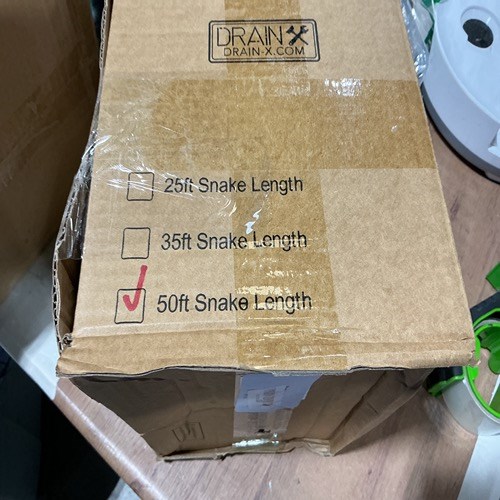 DRAIN X
DRAIN-X.COM
25ft Snake Length
35ft Snake Length
50ft Snake Length